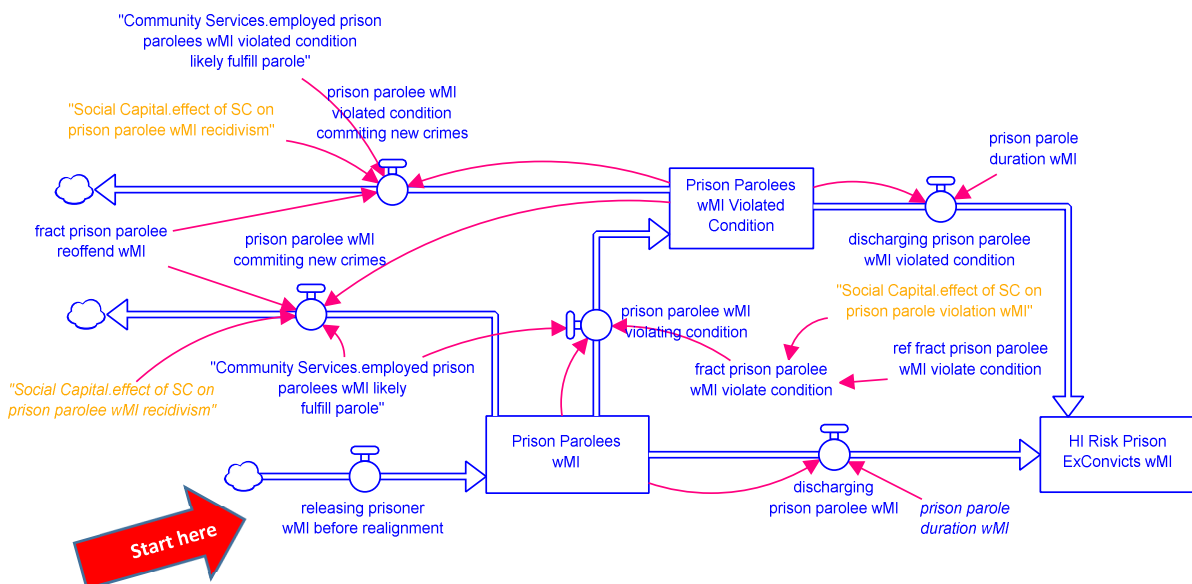 "Community Services.employed prison
parolees wMI violated condition
likely fulfill parole"
"Social Capital.effect of SC on
prison parolee wMI recidivism"
prison parolee wMI
violated condition
commiting new crimes
prison parole
duration wMI
Prison Parolees
wMI Violated
Condition
fract prison parolee
reoffend wMI
prison parolee wMI
commiting new crimes
discharging prison parolee
wMI violated condition
"Social Capital.effect of SC on
prison parole violation wMI"
prison parolee wMI
violating condition
ref fract prison parolee
wMI violate condition
fract prison parolee
wMI violate condition
"Community Services.employed prison
parolees wMI likely
fulfill parole"
"Social Capital.effect of SC on
prison parolee wMI recidivism"
Prison Parolees
wMI
HI Risk Prison
ExConvicts wMI
releasing prisoner
wMI before realignment
discharging
prison parolee wMI
prison parole
duration wMI
Start here